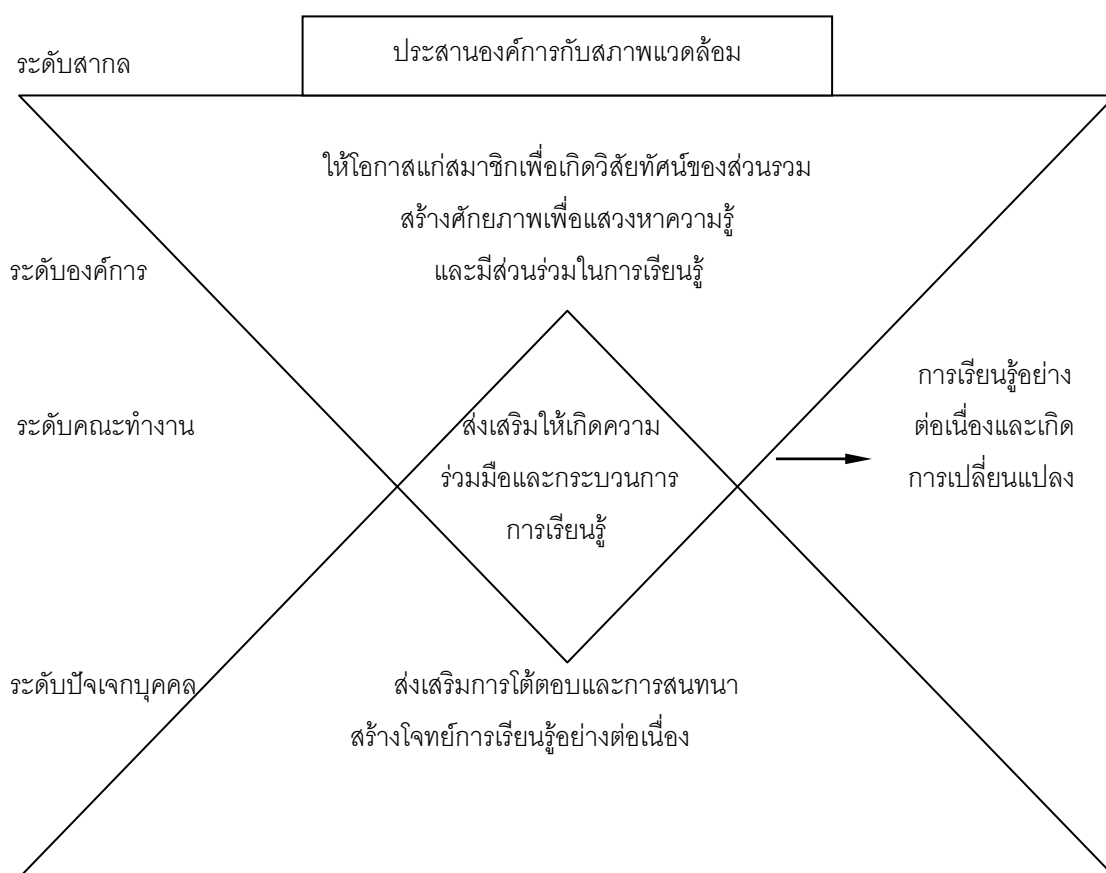 ระดับสากล
ประสานองค์การกับสภาพแวดล้อม
ให้โอกาสแก่สมาชิกเพื่อเกิดวิสัยทัศน์ของส่วนรวม
สร้างศักยภาพเพื่อแสวงหาความรู้
ระดับองค์การ
และมีส่วนร่วมในการเรียนรู้
ระดับคณะทำงาน
ส่งเสริมให้เกิดความ
ร่วมมือและกระบวนการ
การเรียนรู้
การเรียนรู้อย่าง
ต่อเนื่องและเกิด
การเปลี่ยนแปลง
ระดับปัจเจกบุคคล
ส่งเสริมการโต้ตอบและการสนทนา
สร้างโจทย์การเรียนรู้อย่างต่อเนื่อง